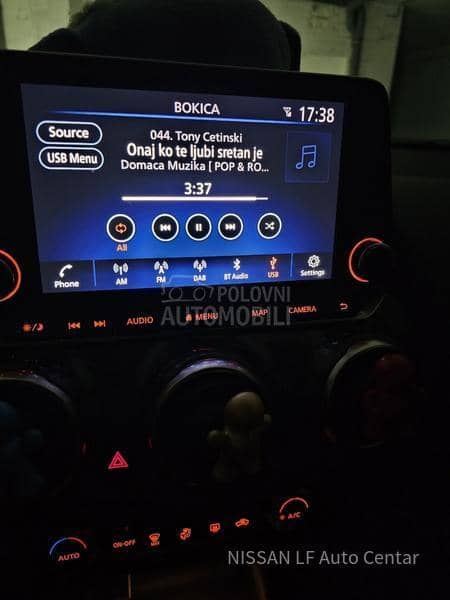 BOKICA
17:38
Source
044. Tony Cetinski
USB Menu
Onaj ko te ljubi sretan je
Domaca Muzika [ POP & RO...
3:37
All
Phone
AM
FM
DAB
BT Audio
USB
Settings
POLOVNI
AUTOMOBILI
AUDIO
MENU
MAP
CAMERA
AUTO
ON·OFF
MAX
A/C
NISSAN LF Auto Centar